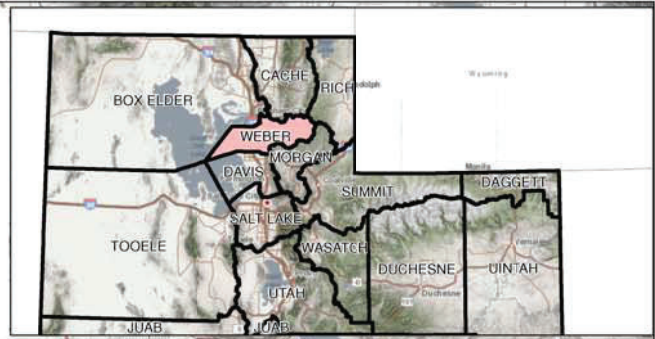 Wyoming
CACHE
RICH
dolph
BOX ELDER
WEBER
MORGAN
Manila
DAVIS
DAGGETT
SUMMIT
SALT LAKE
TOOELE
WASATCH
DUCHESNE
UINTAH
Duchesne
UTAH
JUAB
JUAB